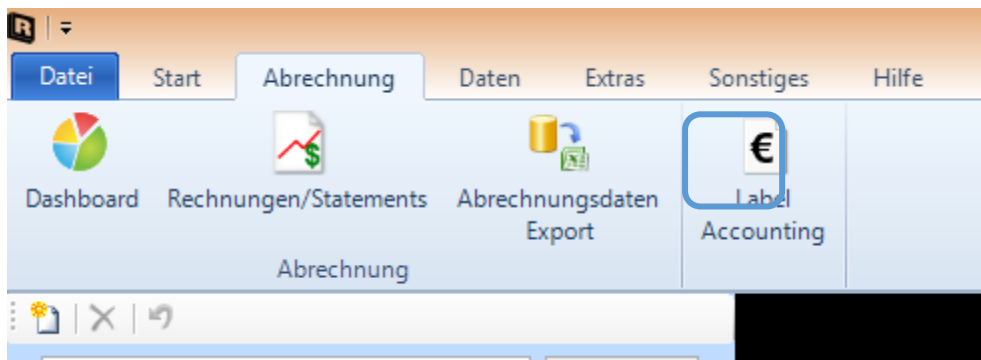 R
Datei Start Abrechnung Daten Extras Sonstiges Hilfe
€
Dashboard Rechnungen/Statements Abrechnungsdaten Label
Export Accounting
Abrechnung